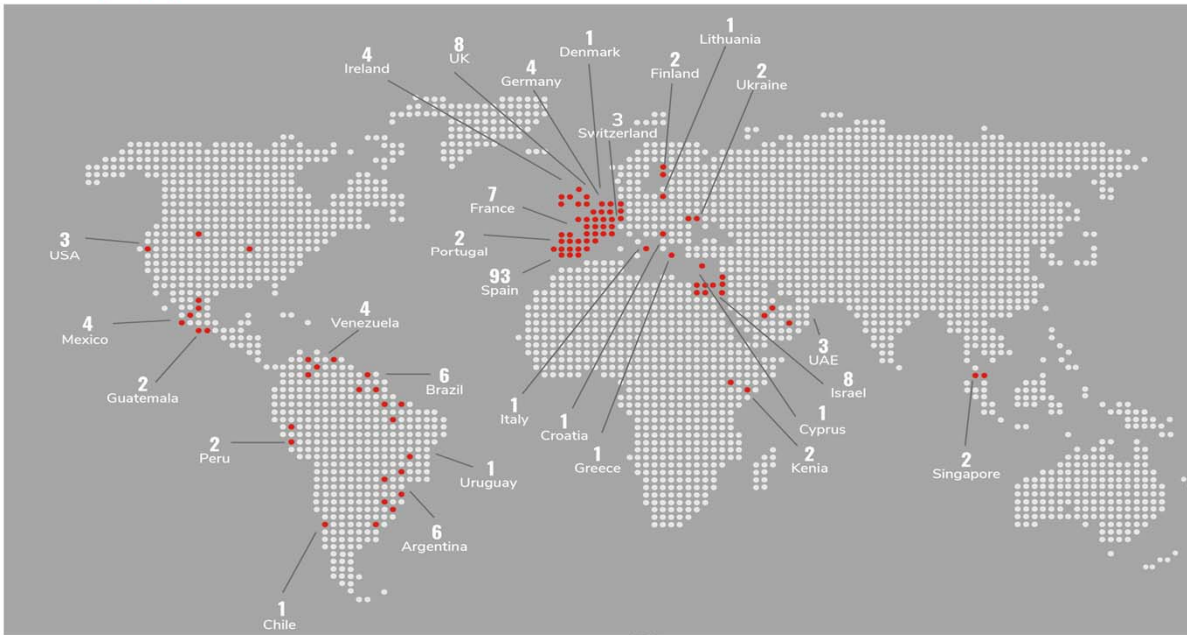 1
Lithuania
1
Denmark
8
UK
4
Ireland
4
Germany
2
Finland
2
Ukraine
3
Switzerland
7
France
2
Portugal
93
Spain
3
USA
4
Mexico
4
Venezuela
2
Guatemala
6
Brazil
2
Peru
1
Uruguay
6
Argentina
1
Chile
1
Italy
1
Croatia
1
Greece
3
UAE
8
Israel
1
Cyprus
2
Kenia
2
Singapore